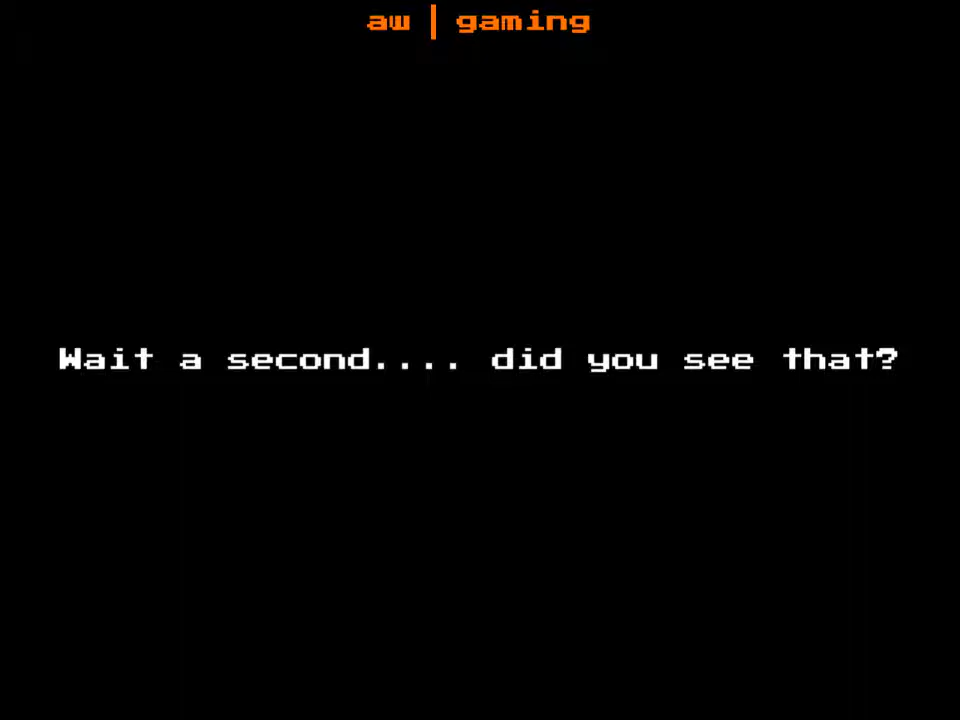 aw | gaming
Wait a second.... did you see that?